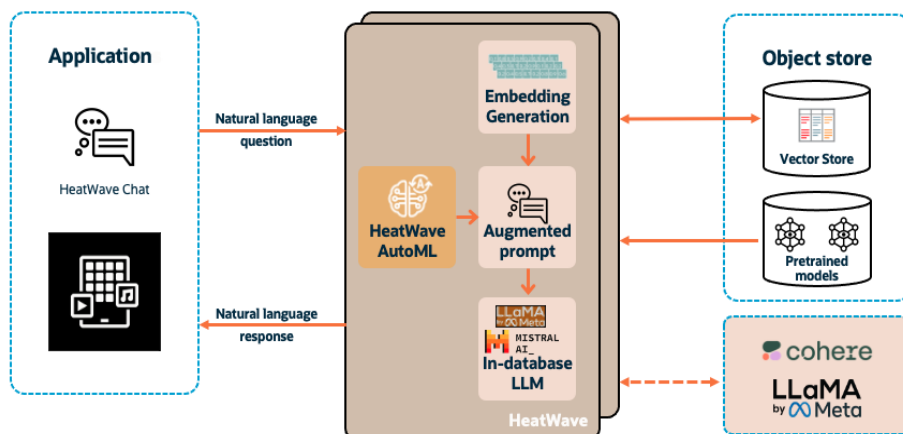 Application
HeatWave Chat
Natural language
question
Natural language
response
Embedding
Generation
A
HeatWave
AutoML
Augmented
prompt
LLaMA
by Meta
MISTRAL
AI_
In-database
LLM
HeatWave
Object store
Vector Store
Pretrained
models
cohere
LLaMA
by Meta